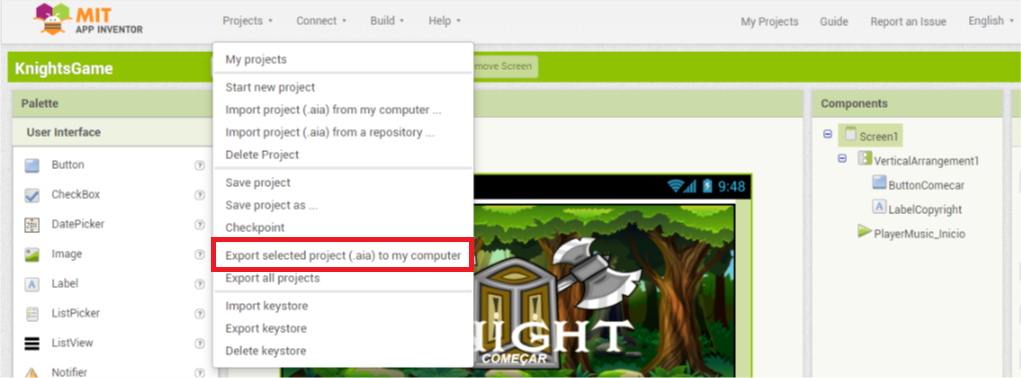 MIT
APP INVENTOR
Projects
Connect
Build
Help
My Projects
Guide
Report an Issue
English
KnightsGame
move Screen
My projects
Start new project
Import project (.aia) from my computer ...
Import project (.aia) from a repository ...
Delete Project
Save project
Save project as ...
Checkpoint
Export selected project (.aia) to my computer
Export all projects
Import keystore
Export keystore
Delete keystore
Palette
User Interface
Button
CheckBox
DatePicker
Image
Label
ListPicker
ListView
Notifier
9:48
NIGHT
COMEÇAR
Components
Screen1
VerticalArrangement1
ButtonComecar
LabelCopyright
PlayerMusic_Inicio